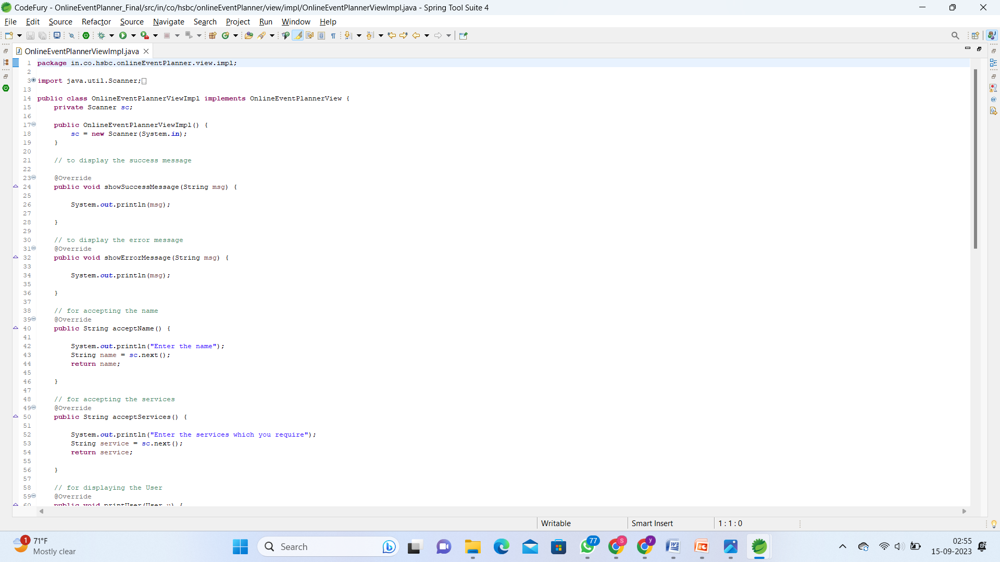 CodeFury - OnlineEventPlanner_Final/src/in/co/hsbc/onlineEventPlanner/view/impl/OnlineEventPlannerViewImpl.java - Spring Tool Suite 4
File Edit Source Refactor Source Navigate Search Project Run Window Help
OnlineEventPlannerViewImpl.java
1 package in.co.hsbc.onlineEventPlanner.view.impl;
2
3 import java.util.Scanner;
13
14 public class OnlineEventPlannerViewImpl implements OnlineEventPlannerView {
15 private Scanner sc;
16
17 public OnlineEventPlannerViewImpl() {
18 sc = new Scanner(System.in);
19 }
20
21 // to display the success message
22
23 @Override
24 public void showSuccessMessage(String msg) {
25
26 System.out.println(msg);
27
28 }
29
30 // to display the error message
31 @Override
32 public void showErrorMessage(String msg) {
33
34 System.out.println(msg);
35
36 }
37
38 // for accepting the name
39 @Override
40 public String acceptName() {
41
42 System.out.println("Enter the name");
43 String name = sc.next();
44 return name;
45
46 }
47
48 // for accepting the services
49 @Override
50 public String acceptServices() {
51
52 System.out.println("Enter the services which you require");
53 String service = sc.next();
54 return service;
55
56 }
57
58 // for displaying the User
59 @Override
60 public void printUser(User u) {
Writable Smart Insert 1 : 1 : 0
1 71°F
Mostly clear
Search
77
S
y
02:55
15-09-2023